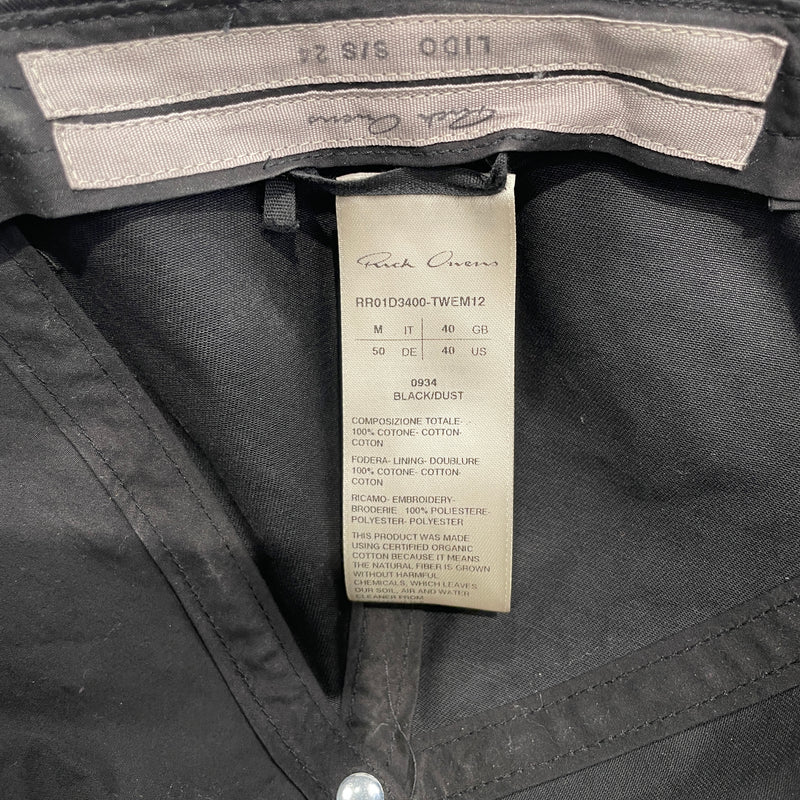 LIDO S/S 24
Rick Owens
Rick Owens
RR01D3400-TWEM12
M IT 40 GB
50 DE 40 US
0934
BLACK/DUST
COMPOSIZIONE TOTALE- .-
100% COTONE- COTTON-
COTON
FODERA- LINING- DOUBLURE
100% COTONE- COTTON-
COTON
RICAMO- EMBROIDERY-
BRODERIE 100% POLIESTERE-
POLYESTER- POLYESTER
THIS PRODUCT WAS MADE
USING CERTIFIED ORGANIC
COTTON BECAUSE IT MEANS
THE NATURAL FIBER IS GROWN
WITHOUT HARMFUL
CHEMICALS, WHICH LEAVES
OUR SOIL, AIR AND WATER
CLEANER FROM